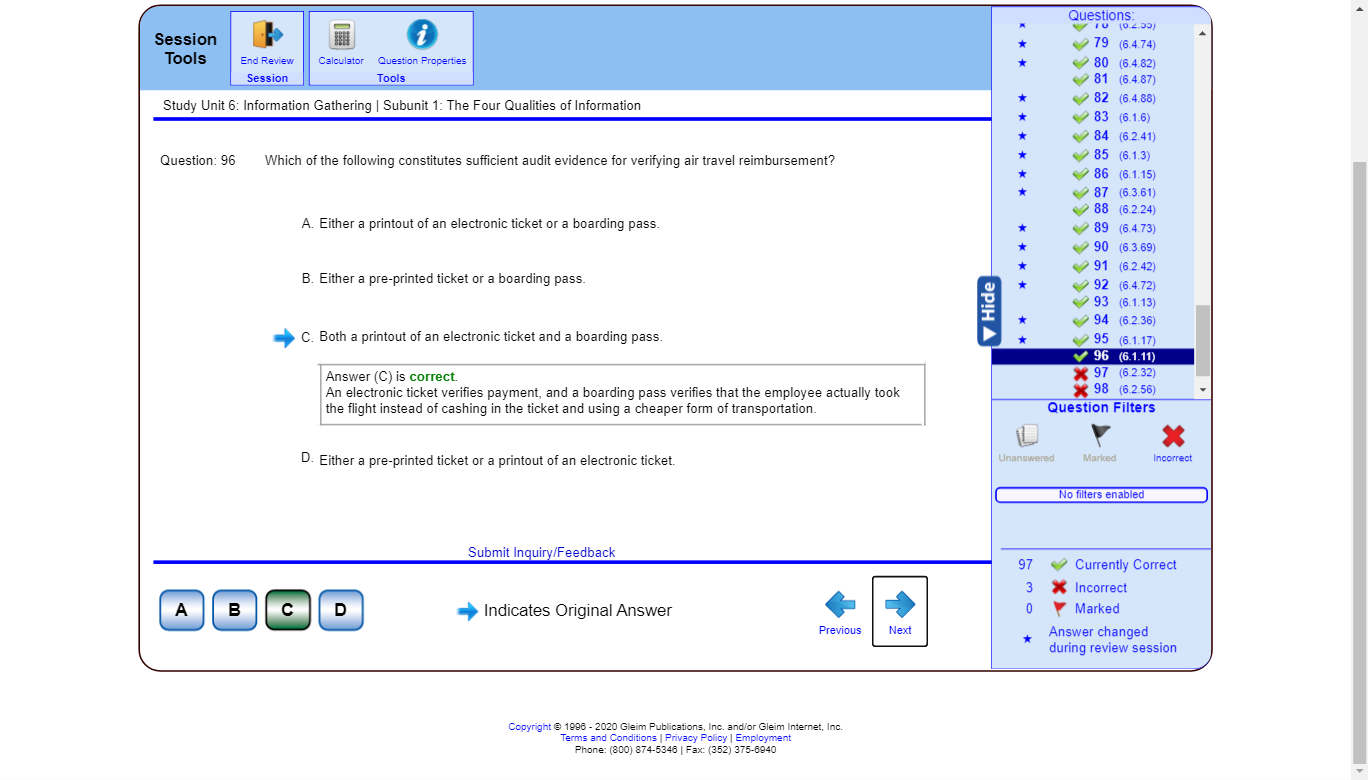 Session
Tools
End Review
Session
Calculator
Question Properties
Tools
Study Unit 6: Information Gathering | Subunit 1: The Four Qualities of Information
Question: 96
Which of the following constitutes sufficient audit evidence for verifying air travel reimbursement?
A. Either a printout of an electronic ticket or a boarding pass.
B. Either a pre-printed ticket or a boarding pass.
C. Both a printout of an electronic ticket and a boarding pass.
Answer (C) is correct.
An electronic ticket verifies payment, and a boarding pass verifies that the employee actually took
the flight instead of cashing in the ticket and using a cheaper form of transportation.
D. Either a pre-printed ticket or a printout of an electronic ticket.
Submit Inquiry/Feedback
A
B
C
D
Indicates Original Answer
Previous
Next
Hide
Questions:
78 (6.2.55)
79 (6.4.74)
80 (6.4.82)
81 (6.4.87)
82 (6.4.88)
83 (6.1.6)
84 (6.2.41)
85 (6.1.3)
86 (6.1.15)
87 (6.3.61)
88 (6.2.24)
89 (6.4.73)
90 (6.3.69)
91 (6.2.42)
92 (6.4.72)
93 (6.1.13)
94 (6.2.36)
95 (6.1.17)
96 (6.1.11)
97 (6.2.32)
98 (6.2.56)
Question Filters
Unanswered
Marked
Incorrect
No filters enabled
97 Currently Correct
3 Incorrect
0 Marked
Answer changed
during review session
Copyright © 1996 - 2020 Gleim Publications, Inc. and/or Gleim Internet, Inc.
Terms and Conditions | Privacy Policy | Employment
Phone: (800) 874-5346 | Fax: (352) 375-6940